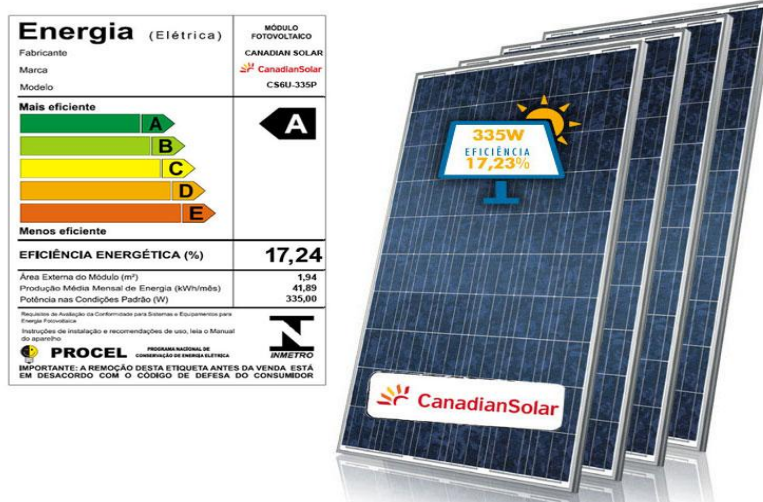 Energia (Elétrica)
MÓDULO
FOTOVOLTAICO
Fabricante
CANADIAN SOLAR
Marca
CanadianSolar
Modelo
CS6U-335P
Mais eficiente
A
A
B
C
D
E
Menos eficiente
EFICIÊNCIA ENERGÉTICA (%) 17,24
Área Externa do Módulo (m²) 1,94
Produção Média Mensal de Energia (kWh/mês) 41,89
Potência nas Condições Padrão (W) 335,00
Requisitos de Avaliação da Conformidade para Sistemas e Equipamentos para
Energia Fotovoltaica
Instruções de instalação e recomendações de uso, leia o Manual
do aparelho
PROCEL
PROGRAMA NACIONAL DE
CONSERVAÇÃO DE ENERGIA ELÉTRICA
INMETRO
IMPORTANTE: A REMOÇÃO DESTA ETIQUETA ANTES DA VENDA ESTÁ
EM DESACORDO COM O CÓDIGO DE DEFESA DO CONSUMIDOR
335W
EFICIÊNCIA
17,23%
CanadianSolar